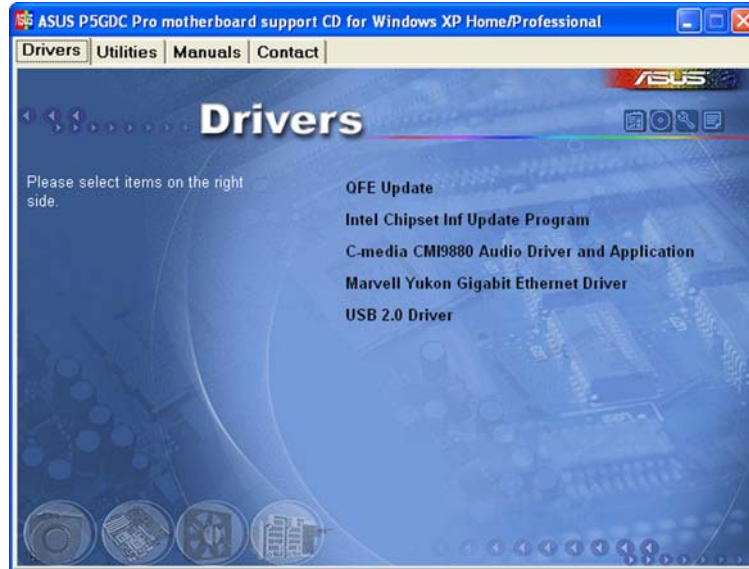 ASUS P5GDC Pro motherboard support CD for Windows XP Home/Professional
Drivers Utilities Manuals Contact
ASUS
Drivers
Please select items on the right
side.
QFE Update
Intel Chipset Inf Update Program
C-media CMI9880 Audio Driver and Application
Marvell Yukon Gigabit Ethernet Driver
USB 2.0 Driver